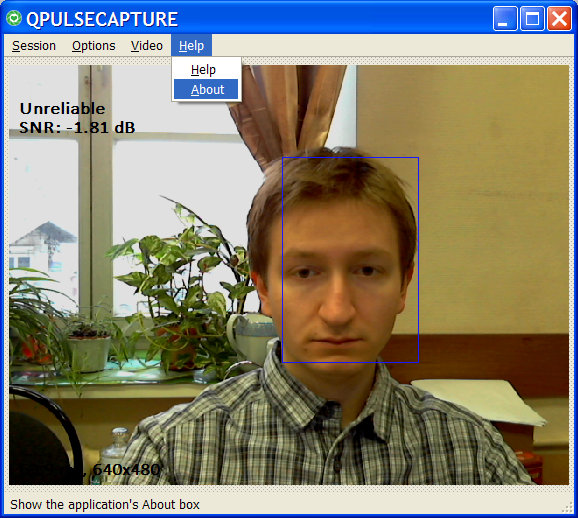 QPULSECAPTURE
Session Options Video Help
Help
About
Unreliable
SNR: -1.81 dB
, 640x480
Show the application's About box